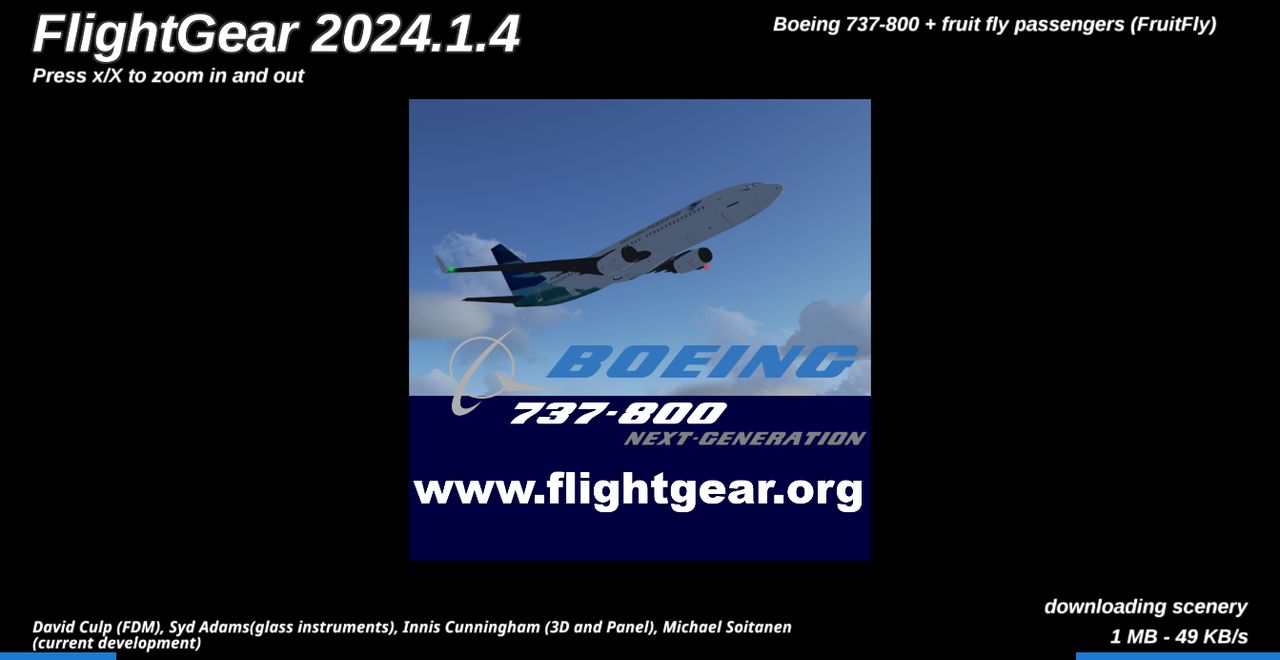 FlightGear 2024.1.4
Boeing 737-800 + fruit fly passengers (FruitFly)
Press x/X to zoom in and out
BOEING
737-800
NEXT-GENERATION
www.flightgear.org
downloading scenery
David Culp (FDM), Syd Adams(glass instruments), Innis Cunningham (3D and Panel), Michael Soitanen
1 MB - 49 KB/s
(current development)